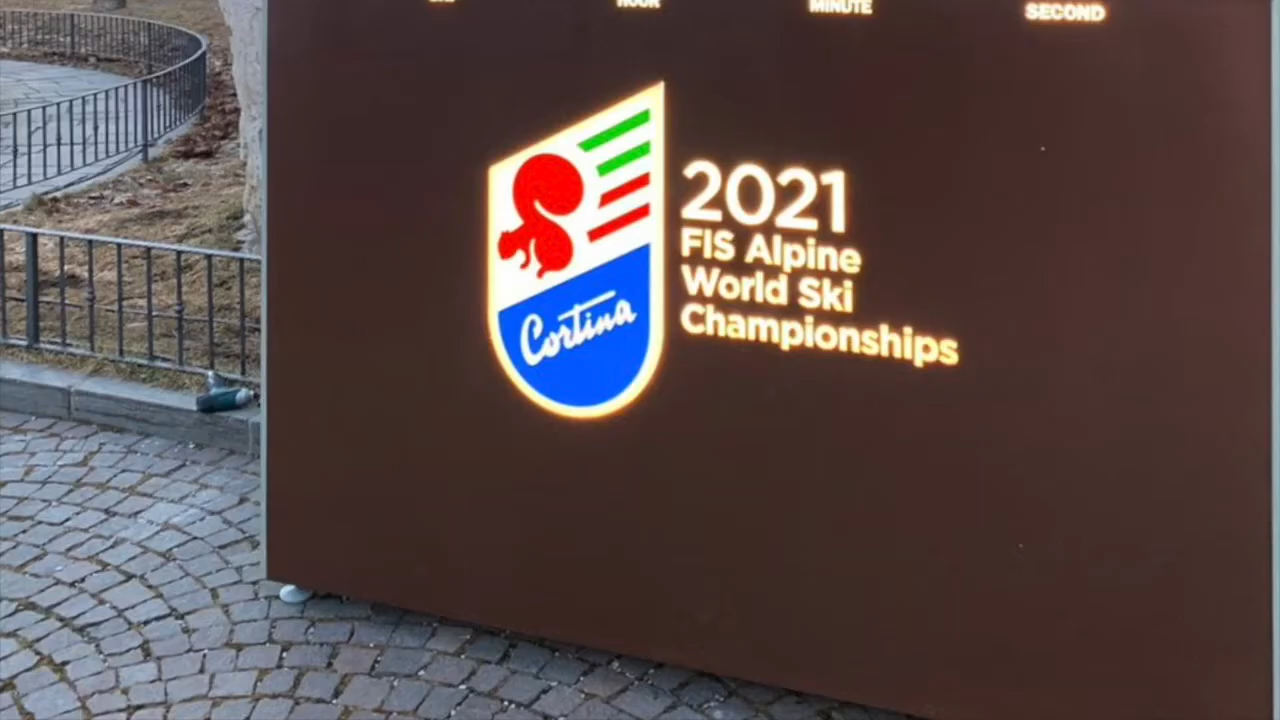 HOUR
MINUTE
SECOND
2021
FIS Alpine
World Ski
Championships
Cortina